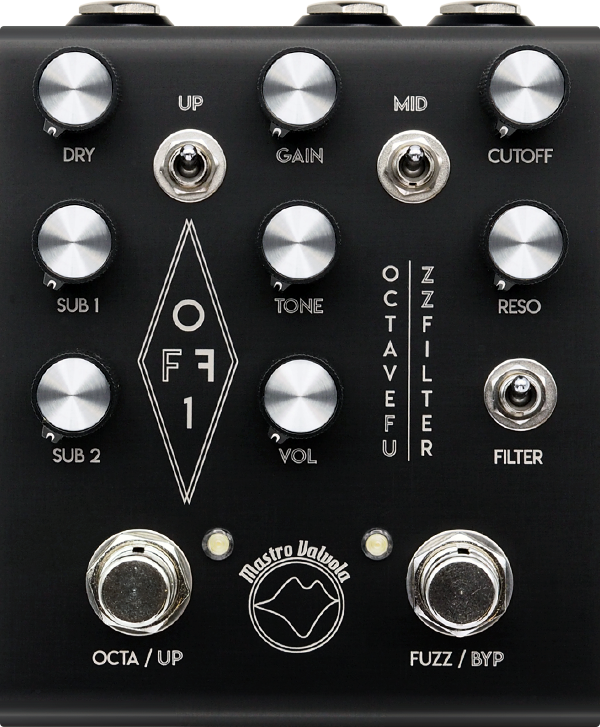 UP
MID
DRY
GAIN
CUTOFF
SUB 1
TONE
RESO
O
FF
1
OCTAVEFU
ZZFILTER
SUB 2
VOL
FILTER
Mastro Valvola
OCTA / UP
FUZZ / BYP